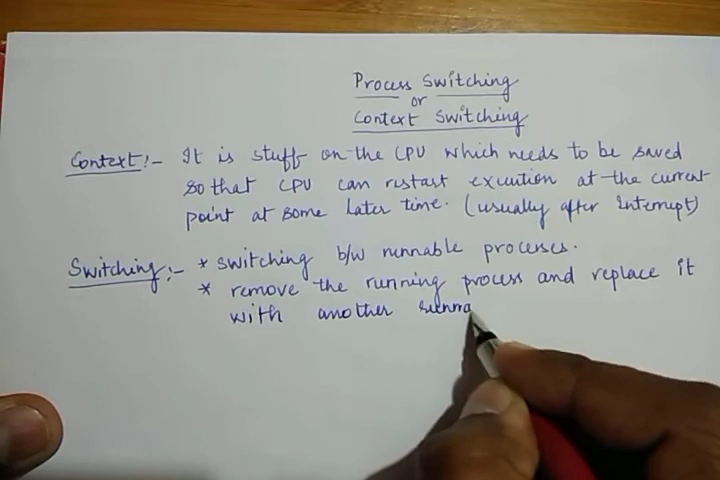 Process Switching
or
Context Switching
Context:- It is stuff on the CPU which needs to be saved
so that CPU can restart excution at the current
point at some later time. (usually after Interrupt)
Switching:- * switching b/w runnable processes.
* remove the running process and replace it
with another runna